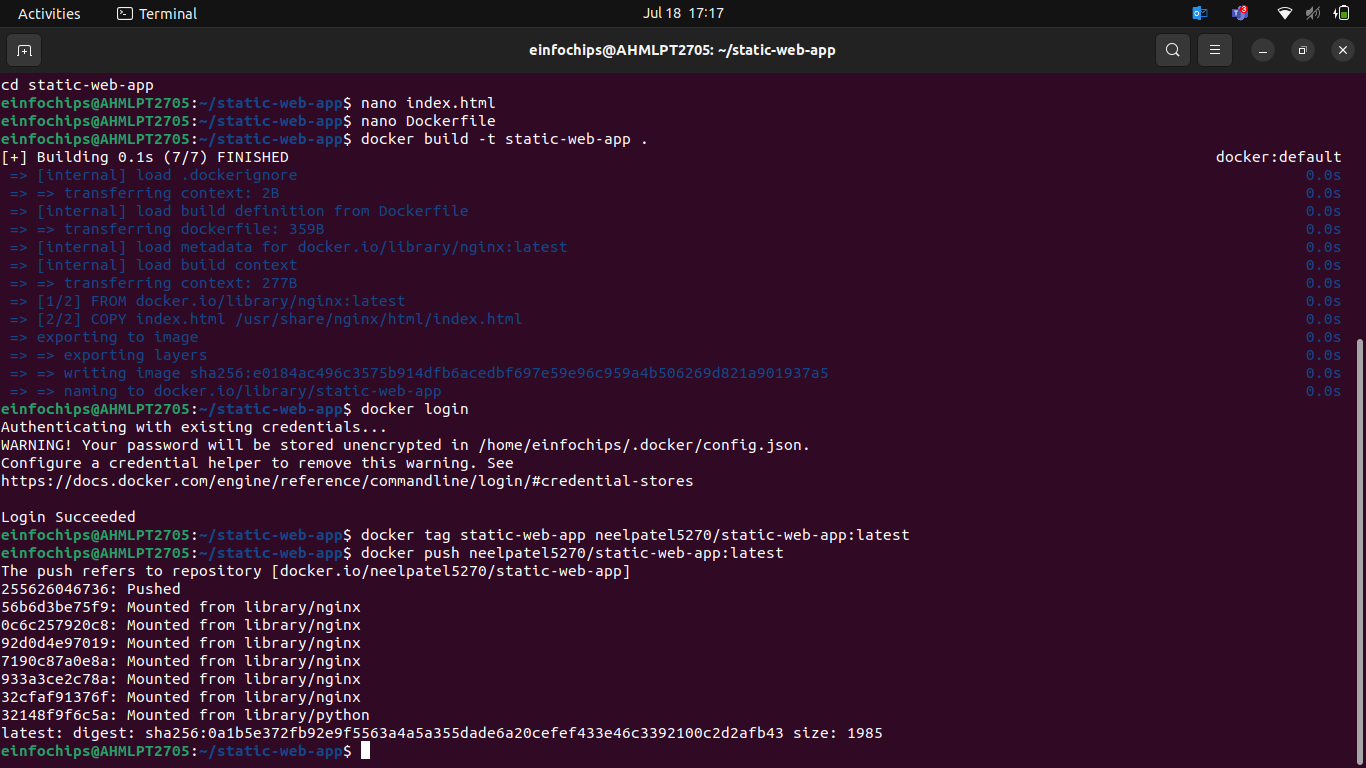 Activities Terminal Jul 18 17:17 3
einfochips@AHMLPT2705: ~/static-web-app
cd static-web-app
einfochips@AHMLPT2705:~/static-web-app$ nano index.html
einfochips@AHMLPT2705:~/static-web-app$ nano Dockerfile
einfochips@AHMLPT2705:~/static-web-app$ docker build -t static-web-app .
[+] Building 0.1s (7/7) FINISHED docker:default
=> [internal] load .dockerignore 0.0s
=> => transferring context: 2B 0.0s
=> [internal] load build definition from Dockerfile 0.0s
=> => transferring dockerfile: 359B 0.0s
=> [internal] load metadata for docker.io/library/nginx:latest 0.0s
=> [internal] load build context 0.0s
=> => transferring context: 277B 0.0s
=> [1/2] FROM docker.io/library/nginx:latest 0.0s
=> [2/2] COPY index.html /usr/share/nginx/html/index.html 0.0s
=> exporting to image 0.0s
=> => exporting layers 0.0s
=> => writing image sha256:e0184ac496c3575b914dfb6acedbf697e59e96c959a4b506269d821a901937a5 0.0s
=> => naming to docker.io/library/static-web-app 0.0s
einfochips@AHMLPT2705:~/static-web-app$ docker login
Authenticating with existing credentials...
WARNING! Your password will be stored unencrypted in /home/einfochips/.docker/config.json.
Configure a credential helper to remove this warning. See
https://docs.docker.com/engine/reference/commandline/login/#credential-stores
Login Succeeded
einfochips@AHMLPT2705:~/static-web-app$ docker tag static-web-app neelpatel5270/static-web-app:latest
einfochips@AHMLPT2705:~/static-web-app$ docker push neelpatel5270/static-web-app:latest
The push refers to repository [docker.io/neelpatel5270/static-web-app]
255626046736: Pushed
56b6d3be75f9: Mounted from library/nginx
0c6c257920c8: Mounted from library/nginx
92d0d4e97019: Mounted from library/nginx
7190c87a0e8a: Mounted from library/nginx
933a3ce2c78a: Mounted from library/nginx
32cfaf91376f: Mounted from library/nginx
32148f9f6c5a: Mounted from library/python
latest: digest: sha256:0a1b5e372fb92e9f5563a4a5a355dade6a20cefef433e46c3392100c2d2afb43 size: 1985
einfochips@AHMLPT2705:~/static-web-app$